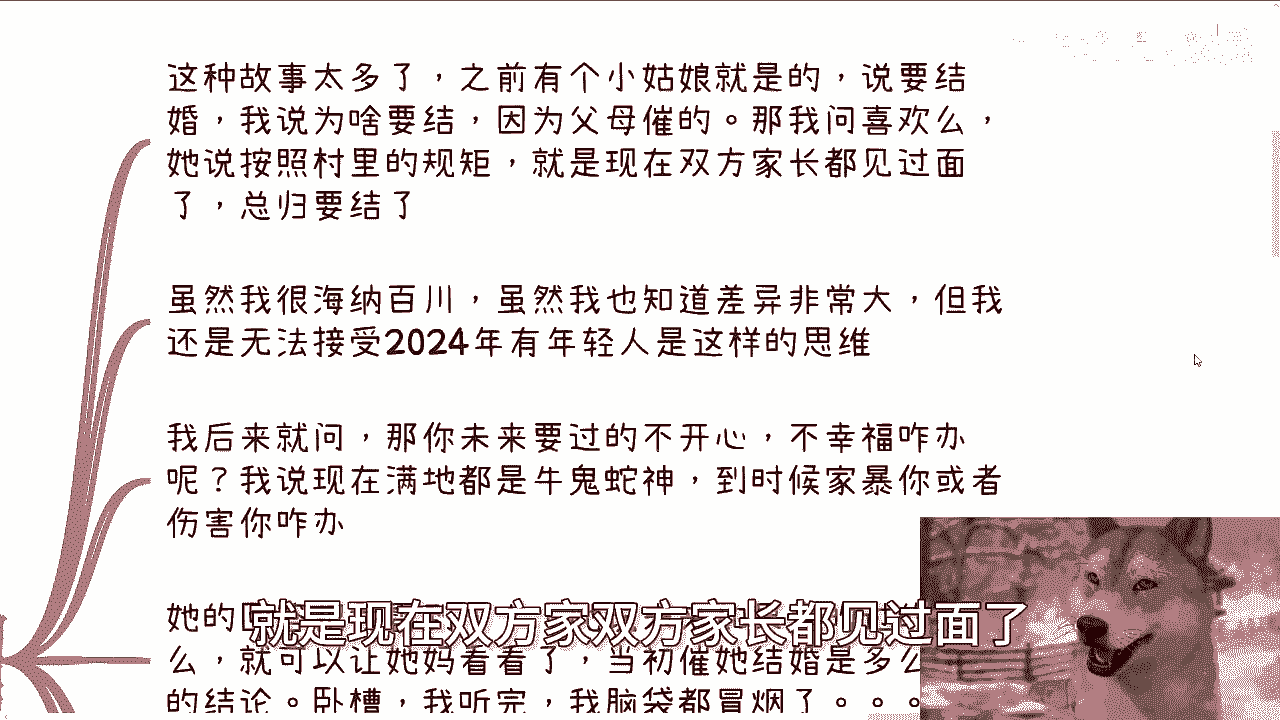 这种故事太多了，之前有个小姑娘就是的，说要结
婚，我说为啥要结，因为父母催的。那我问喜欢么，
她说按照村里的规矩，就是现在双方家长都见过面
了，总归要结了
虽然我很海纳百川，虽然我也知道差异非常大，但我
还是无法接受2024年有年轻人是这样的思维
我后来就问，那你未来要过的不开心，不幸福咋办
呢？我说现在满地都是牛鬼蛇神，到时候家暴你或者
伤害你咋办
她的
就是现在双方家双方家长都见过面了
么，就可以让她妈看看了，当初催她结婚是多么
的结论。卧槽，我听完，我脑袋都冒烟了。。。